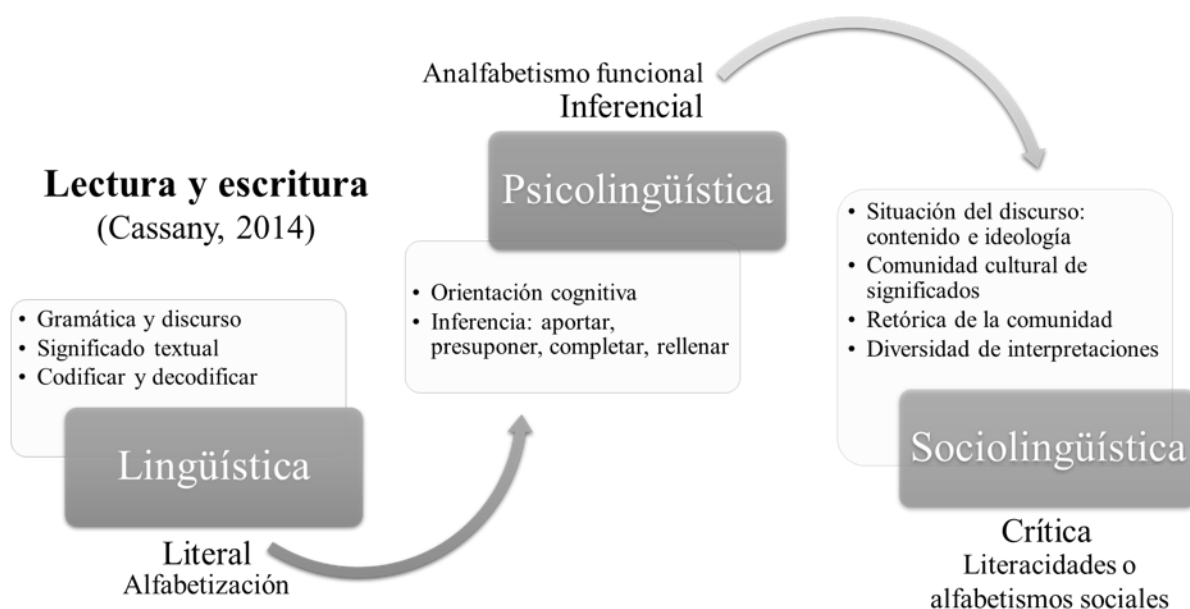 Lectura y escritura
(Cassany, 2014)
• Gramática y discurso
• Significado textual
• Codificar y decodificar
Lingüística
Literal
Alfabetización
Analfabetismo funcional
Inferencial
Psicolingüística
• Orientación cognitiva
• Inferencia: aportar,
presuponer, completar, rellenar
• Situación del discurso:
contenido e ideología
• Comunidad cultural de
significados
• Retórica de la comunidad
• Diversidad de interpretaciones
Sociolingüística
Crítica
Literacidades o
alfabetismos sociales